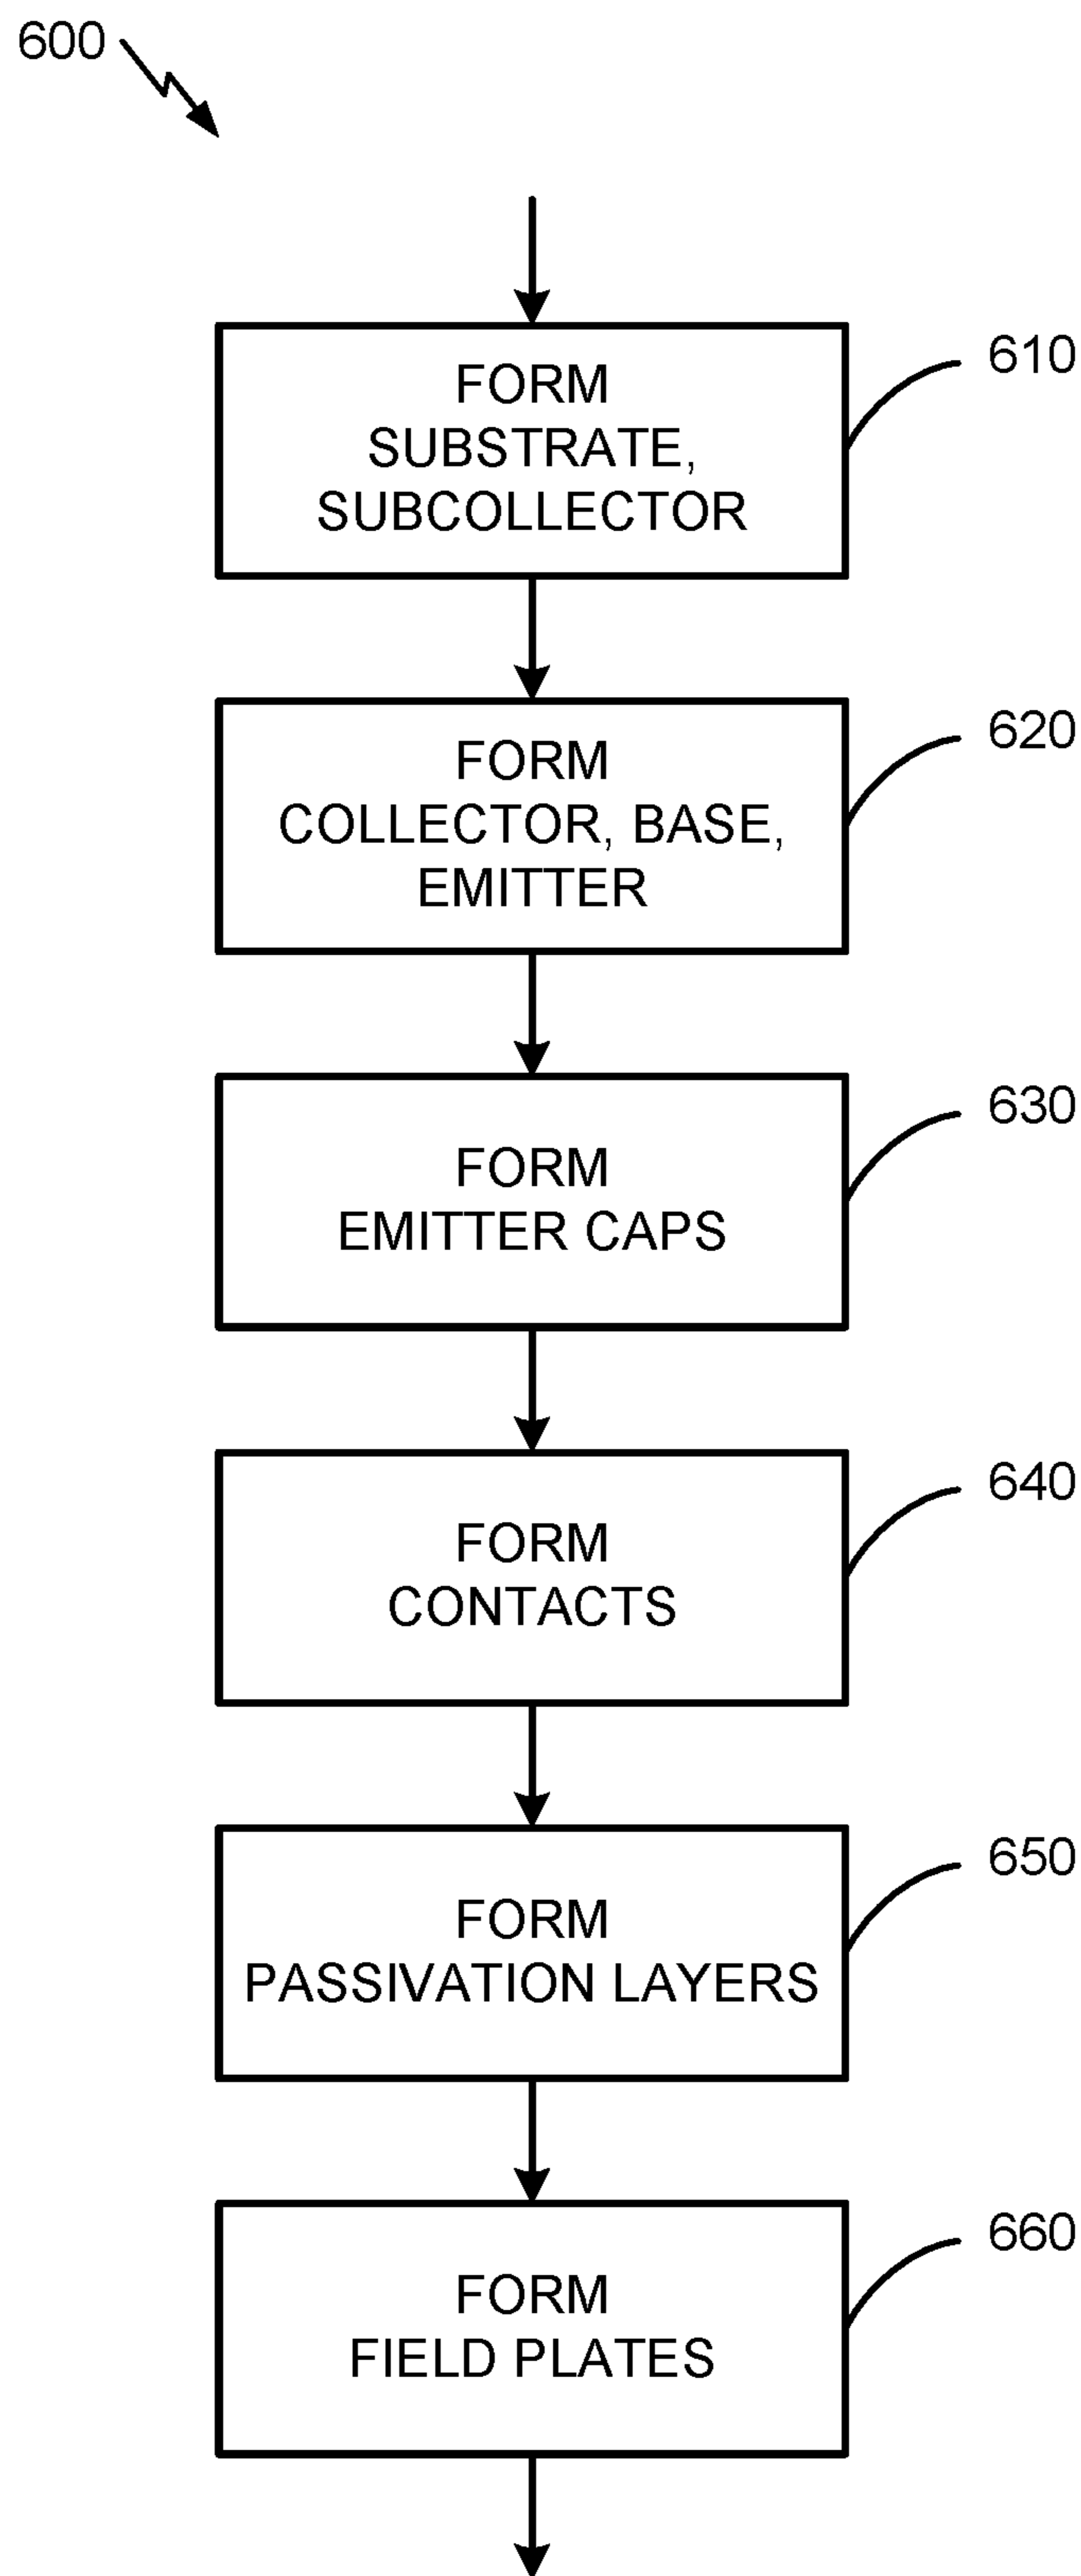 600
FORM
SUBSTRATE,
SUBCOLLECTOR
610
FORM
COLLECTOR, BASE,
EMITTER
620
FORM
EMITTER CAPS
630
FORM
CONTACTS
640
FORM
PASSIVATION LAYERS
650
FORM
FIELD PLATES
660